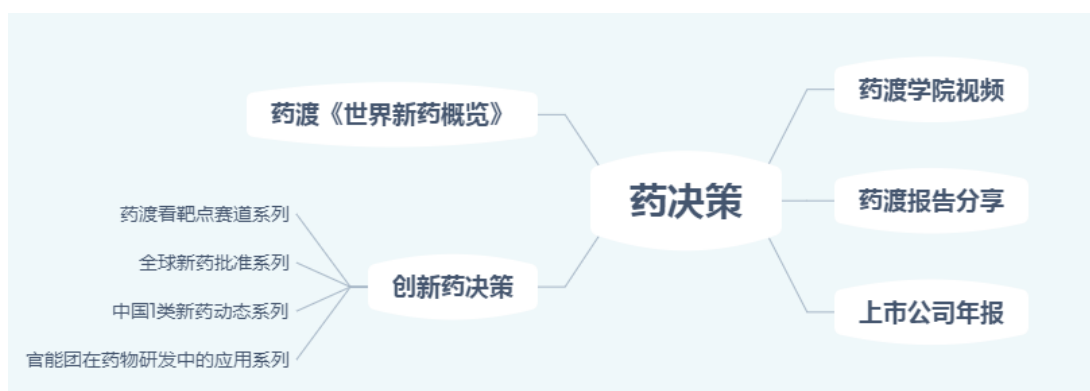 药决策
药渡《世界新药概览》
创新药决策
药渡看靶点赛道系列
全球新药批准系列
中国1类新药动态系列
官能团在药物研发中的应用系列
药渡学院视频
药渡报告分享
上市公司年报